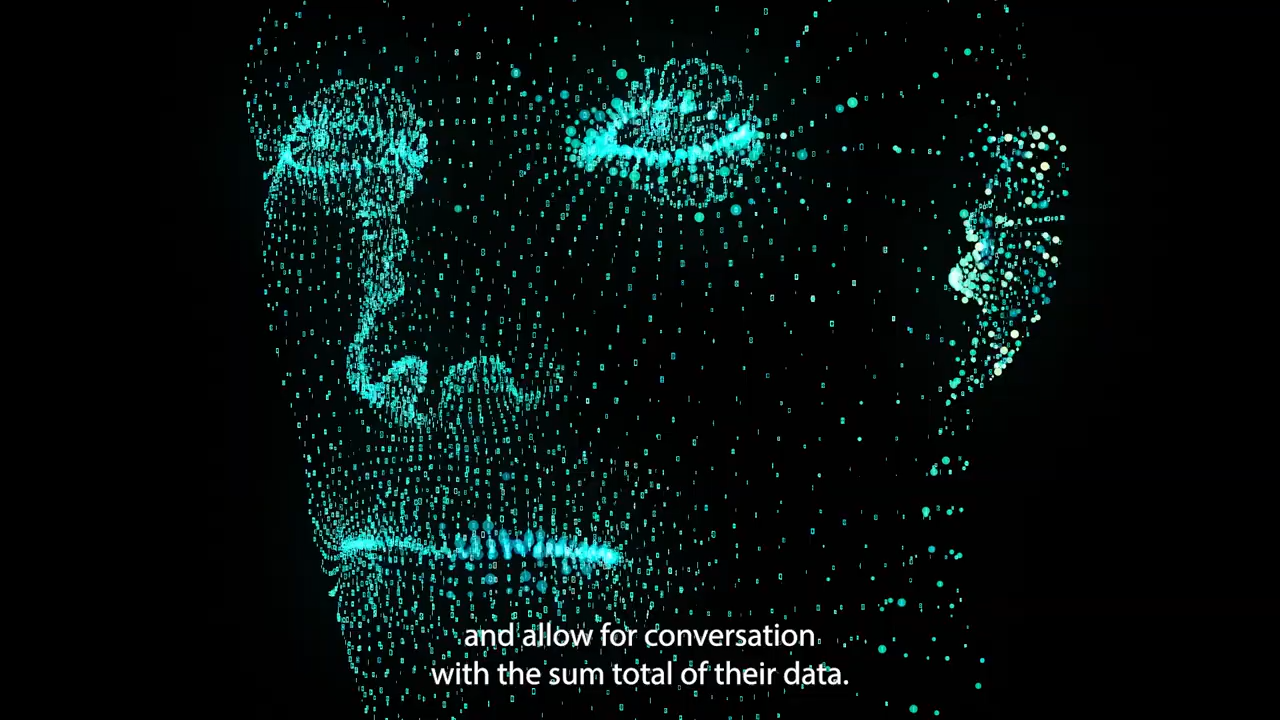 and allow for conversation
with the sum total of their data.